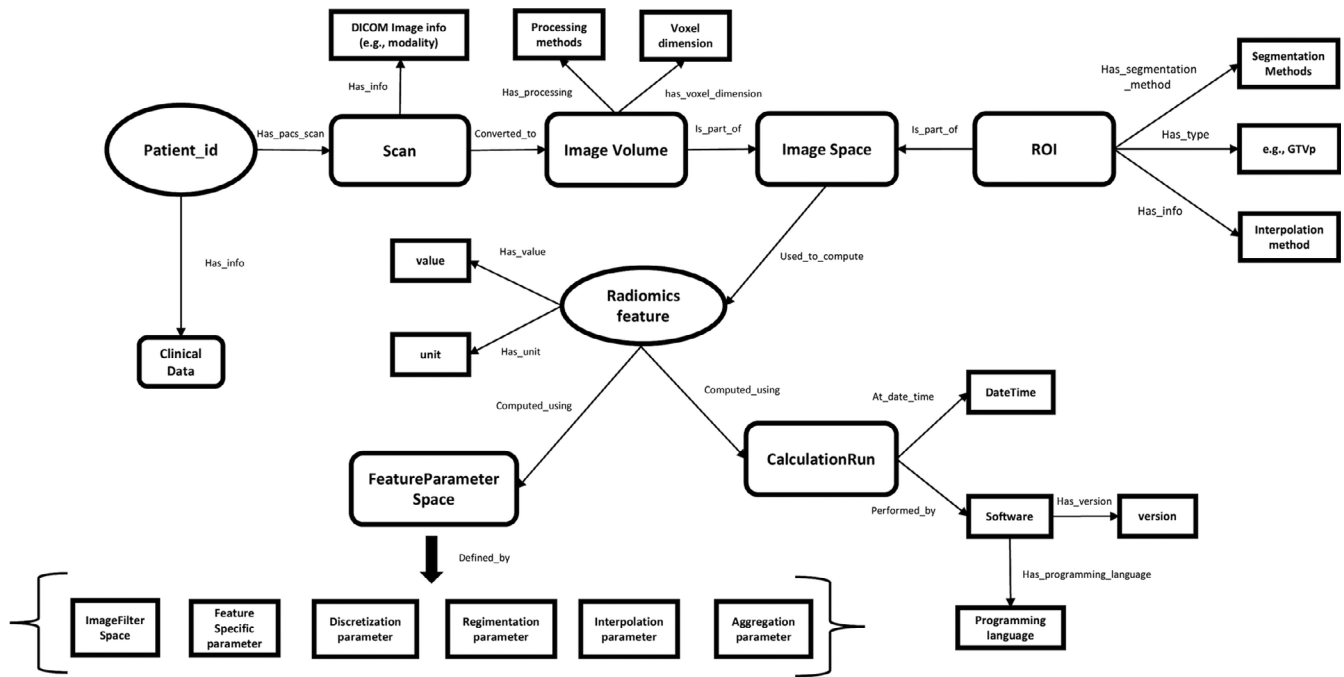 DICOM Image info
(e.g., modality)
Processing
methods
Voxel
dimension
Segmentation
Methods
Has_info
Has_processing
has_voxel_dimension
Has_segmentation
_method
Patient_id
Has_pacs_scan
Scan
Converted_to
Image Volume
Is_part_of
Image Space
Is_part_of
ROI
Has_type
e.g., GTVp
Has_info
Interpolation
method
Has_info
value
Has_value
Used_to_compute
Radiomics
feature
unit
Has_unit
Clinical
Data
Computed_using
Computed_using
At_date_time
DateTime
FeatureParameter
Space
CalculationRun
Performed_by
Software
Has_version
version
Defined_by
Has_programming_language
ImageFilter
Space
Feature
Specific
parameter
Discretization
parameter
Regimentation
parameter
Interpolation
parameter
Aggregation
parameter
Programming
language